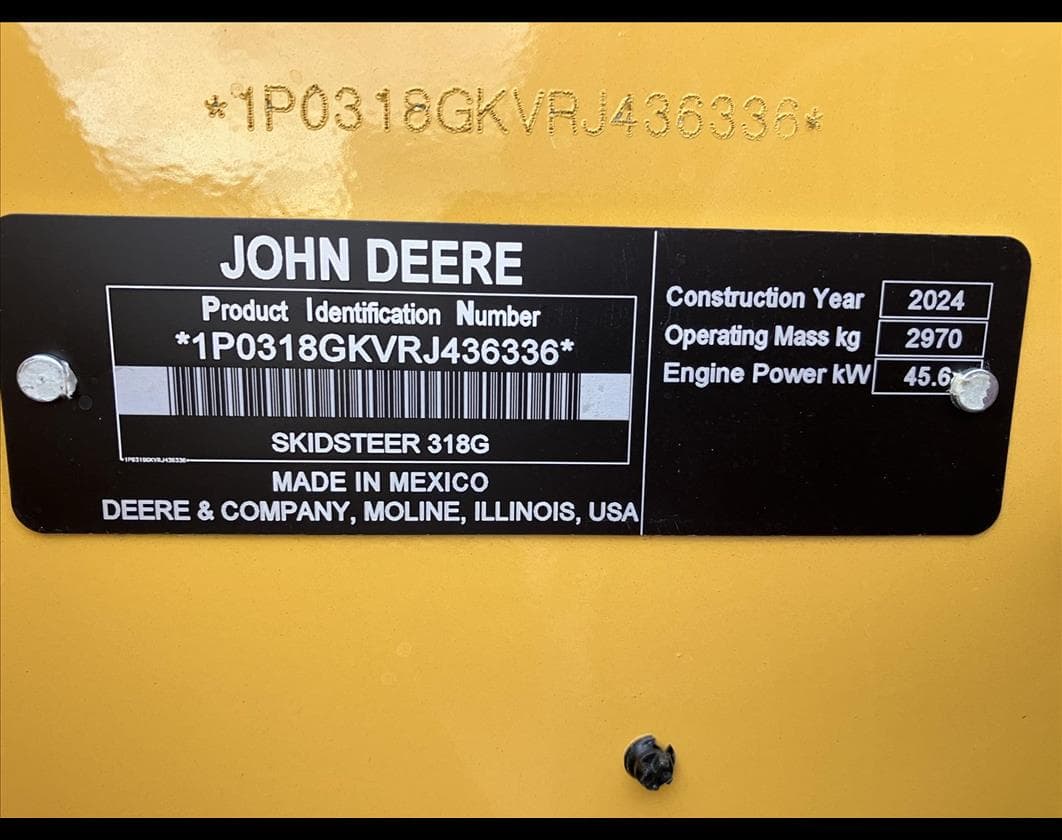 *1P0318GKVRJ436336*
JOHN DEERE
Product Identification Number
*1P0318GKVRJ436336*
SKIDSTEER 318G
*1P0318GKVRJ436336*
MADE IN MEXICO
DEERE & COMPANY, MOLINE, ILLINOIS, USA
Construction Year 2024
Operating Mass kg 2970
Engine Power kW 45.6